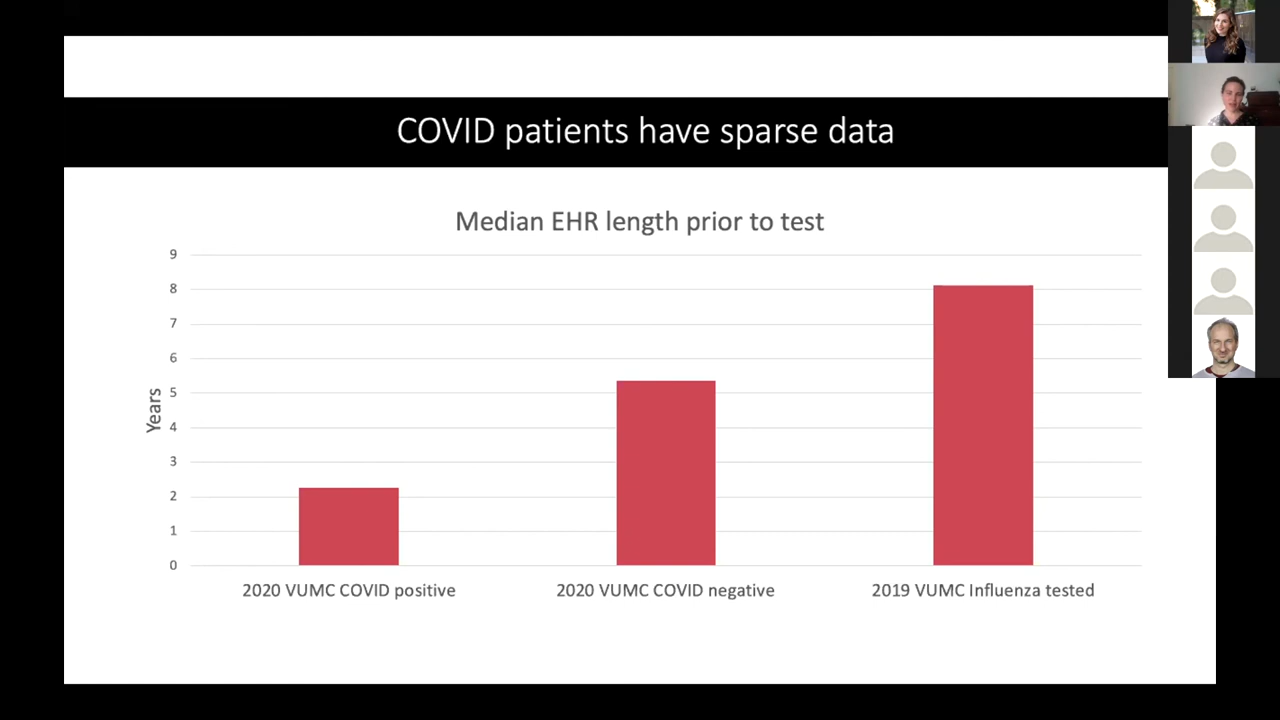 COVID patients have sparse data
Median EHR length prior to test
9
8
7
6
5
4
3
2
1
0
Years
2020 VUMC COVID positive
2020 VUMC COVID negative
2019 VUMC Influenza tested